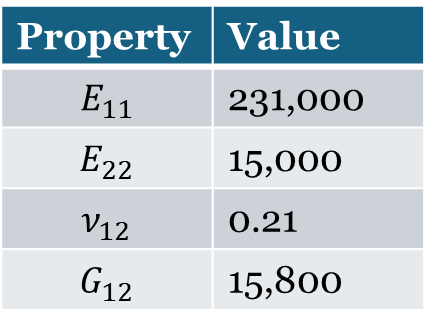 Property Value
E₁₁ 231,000
E₂₂ 15,000
ν₁₂ 0.21
G₁₂ 15,800